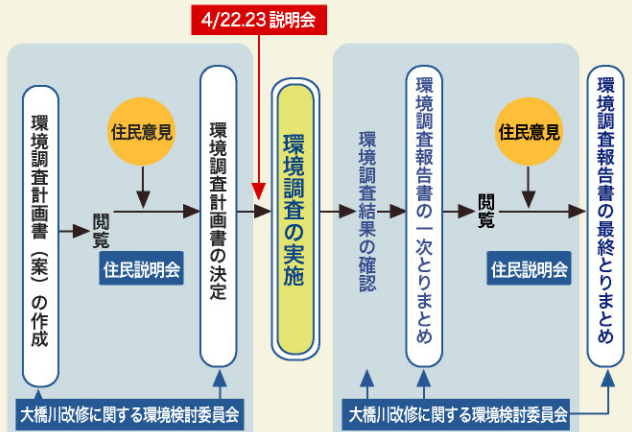 4/22.23 説明会
環境調査計画書（案）の作成
閲覧
住民意見
住民説明会
環境調査計画書の決定
環境調査の実施
環境調査結果の確認
環境調査報告書の一次とりまとめ
閲覧
住民意見
住民説明会
環境調査報告書の最終とりまとめ
大橋川改修に関する環境検討委員会
大橋川改修に関する環境検討委員会